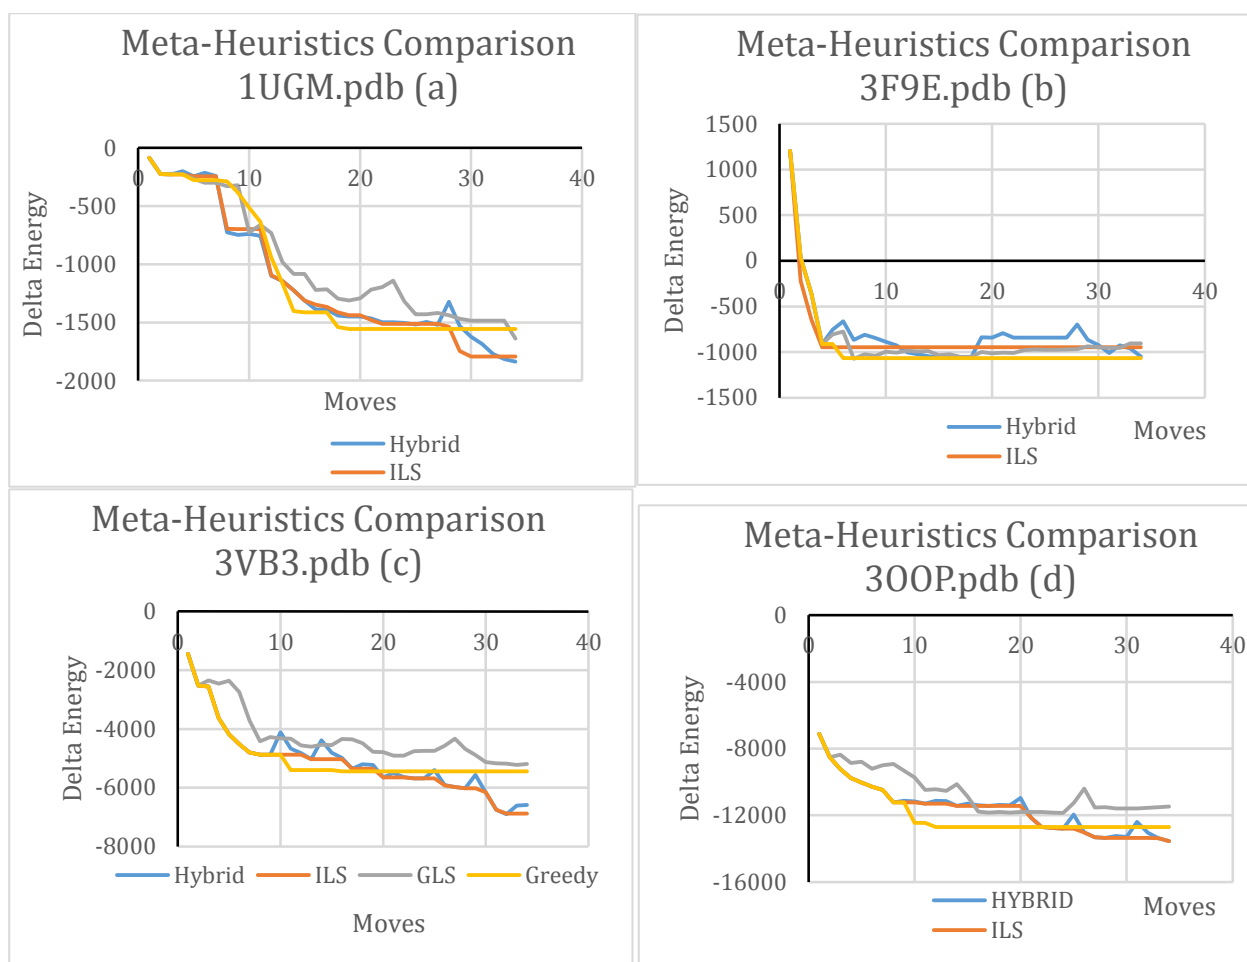 Meta-Heuristics Comparison
1UGM.pdb (a)
0
0
10
20
30
40
-500
-1000
-1500
-2000
Delta Energy
Moves
Hybrid
ILS
Meta-Heuristics Comparison
3F9E.pdb (b)
1500
1000
500
0
-500
-1000
-1500
0
10
20
30
40
Delta Energy
Hybrid
Moves
ILS
Meta-Heuristics Comparison
3VB3.pdb (c)
0
0
10
20
30
40
-2000
-4000
-6000
-8000
Delta Energy
Hybrid ILS GLS Greedy
Moves
Meta-Heuristics Comparison
3OOP.pdb (d)
0
0
10
20
30
40
-4000
-8000
-12000
-16000
Delta Energy
HYBRID
Moves
ILS